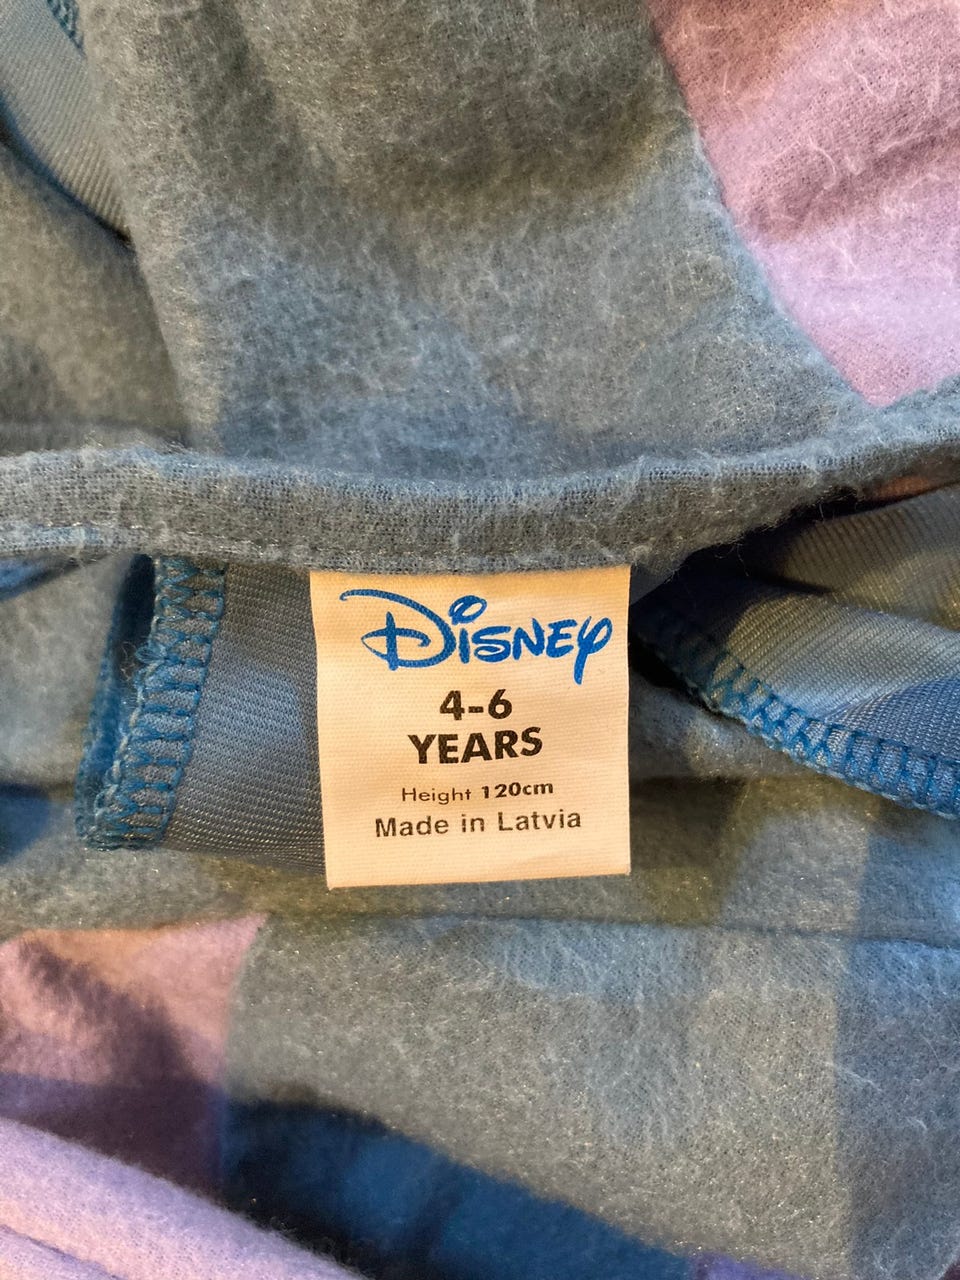 Disney
4-6
YEARS
Height 120cm
Made in Latvia